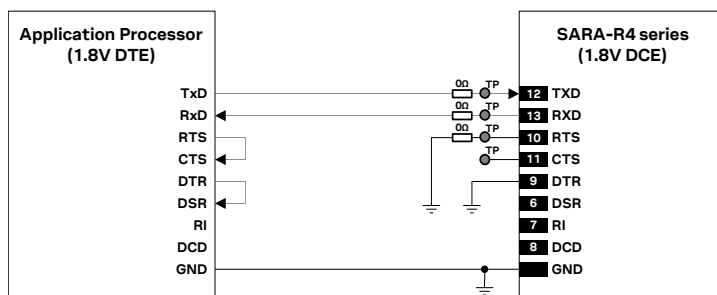 Application Processor
(1.8V DTE)
SARA-R4 series
(1.8V DCE)
TxD 0Ω TP 12 TXD
RxD 0Ω TP 13 RXD
RTS 0Ω TP 10 RTS
CTS TP 11 CTS
DTR 9 DTR
DSR 6 DSR
RI 7 RI
DCD 8 DCD
GND GND